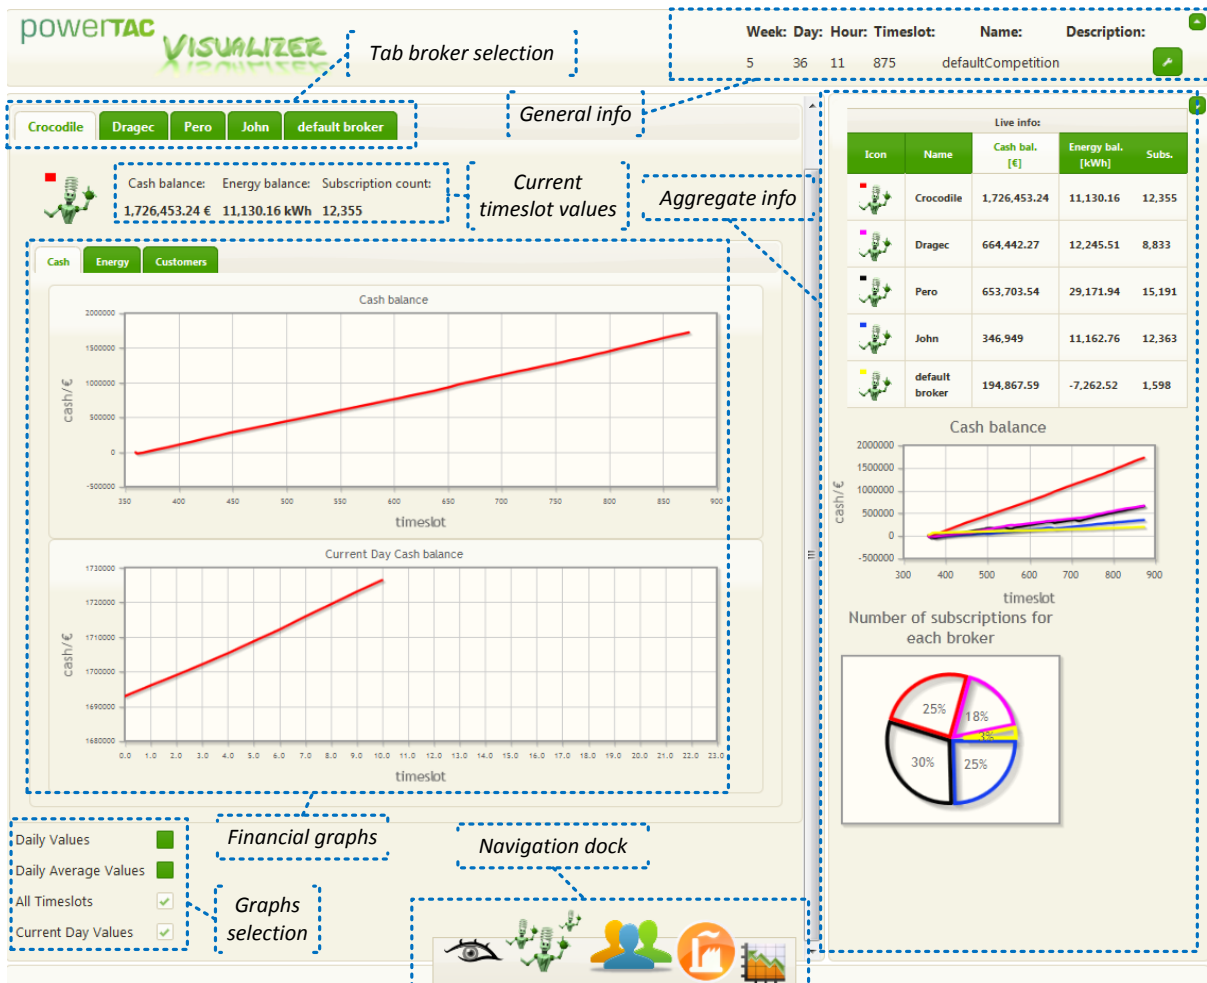 powerTAC
VISUALIZER
Tab broker selection
Week: Day: Hour: Timeslot: Name: Description:
5 36 11 875 defaultCompetition
General info
Crocodile Dragec Pero John default broker
Cash balance: Energy balance: Subscription count:
1,726,453.24 € 11,130.16 kWh 12,355
Current
timeslot values
Aggregate info
Cash Energy Customers
Cash balance
2000000
1500000
1000000
500000
0
-500000
cash/€
350 400 450 500 550 600 650 700 750 800 850 900
timeslot
Current Day Cash balance
1730000
1720000
1710000
1700000
1690000
1680000
cash/€
0.0 1.0 2.0 3.0 4.0 5.0 6.0 7.0 8.0 9.0 10.0 11.0 12.0 13.0 14.0 15.0 16.0 17.0 18.0 19.0 20.0 21.0 22.0 23.0
timeslot
Live info:
Icon Name Cash bal. Energy bal. Subs.
[€] [kWh]
Crocodile 1,726,453.24 11,130.16 12,355
Dragec 664,442.27 12,245.51 8,833
Pero 653,703.54 29,171.94 15,191
John 346,949 11,162.76 12,363
default
broker 194,867.59 -7,262.52 1,598
Cash balance
2000000
1500000
1000000
500000
0
-500000
cash/€
300 400 500 600 700 800 900
timeslot
Number of subscriptions for
each broker
25% 18%
3%
30% 25%
Financial graphs
Navigation dock
Daily Values
Daily Average Values
All Timeslots
Current Day Values
Graphs
selection